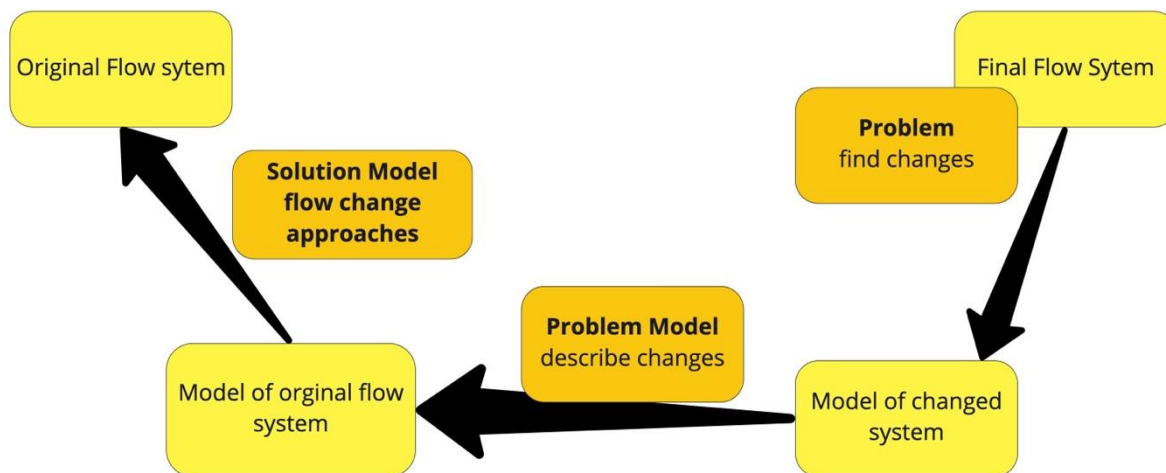 Original Flow sytem
Final Flow Sytem
Problem
find changes
Solution Model
flow change
approaches
Problem Model
describe changes
Model of orginal flow
system
Model of changed
system